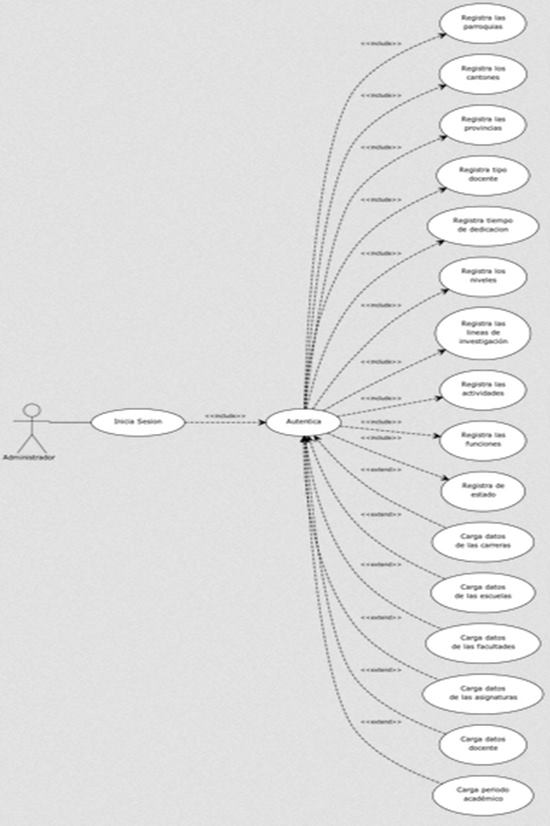 Registra las
parroquias
<<include>>
Registra los
cantones
<<include>>
Registra las
provincias
<<include>>
Registra tipo
docente
<<include>>
Registra tiempo
de dedicacion
<<include>>
Registra los
niveles
<<include>>
Registra las
lineas de
investigación
<<include>>
Registra las
actividades
<<include>>
Administrador
Inicia Sesion
<<include>>
Autentica
<<include>>
Registra las
funciones
<<include>>
Registra de
estado
<<extend>>
Carga datos
de las carreras
<<extend>>
Carga datos
de las escuelas
<<extend>>
Carga datos
de las facultades
<<extend>>
Carga datos
de las asignaturas
<<extend>>
Carga datos
docente
<<extend>>
Carga periodo
académico